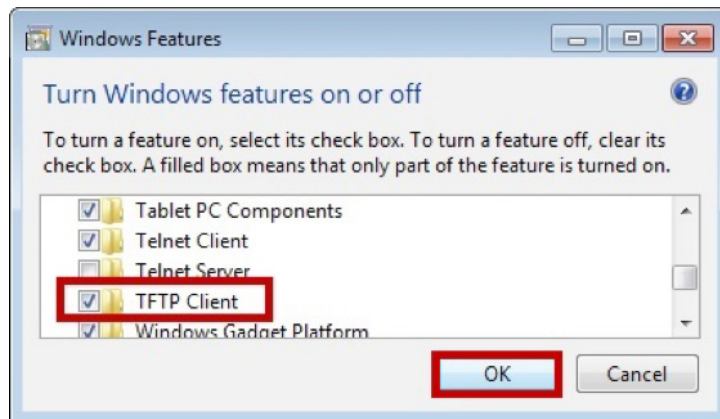 Windows Features
Turn Windows features on or off
To turn a feature on, select its check box. To turn a feature off, clear its
check box. A filled box means that only part of the feature is turned on.
Tablet PC Components
Telnet Client
Telnet Server
TFTP Client
Windows Gadget Platform
OK Cancel